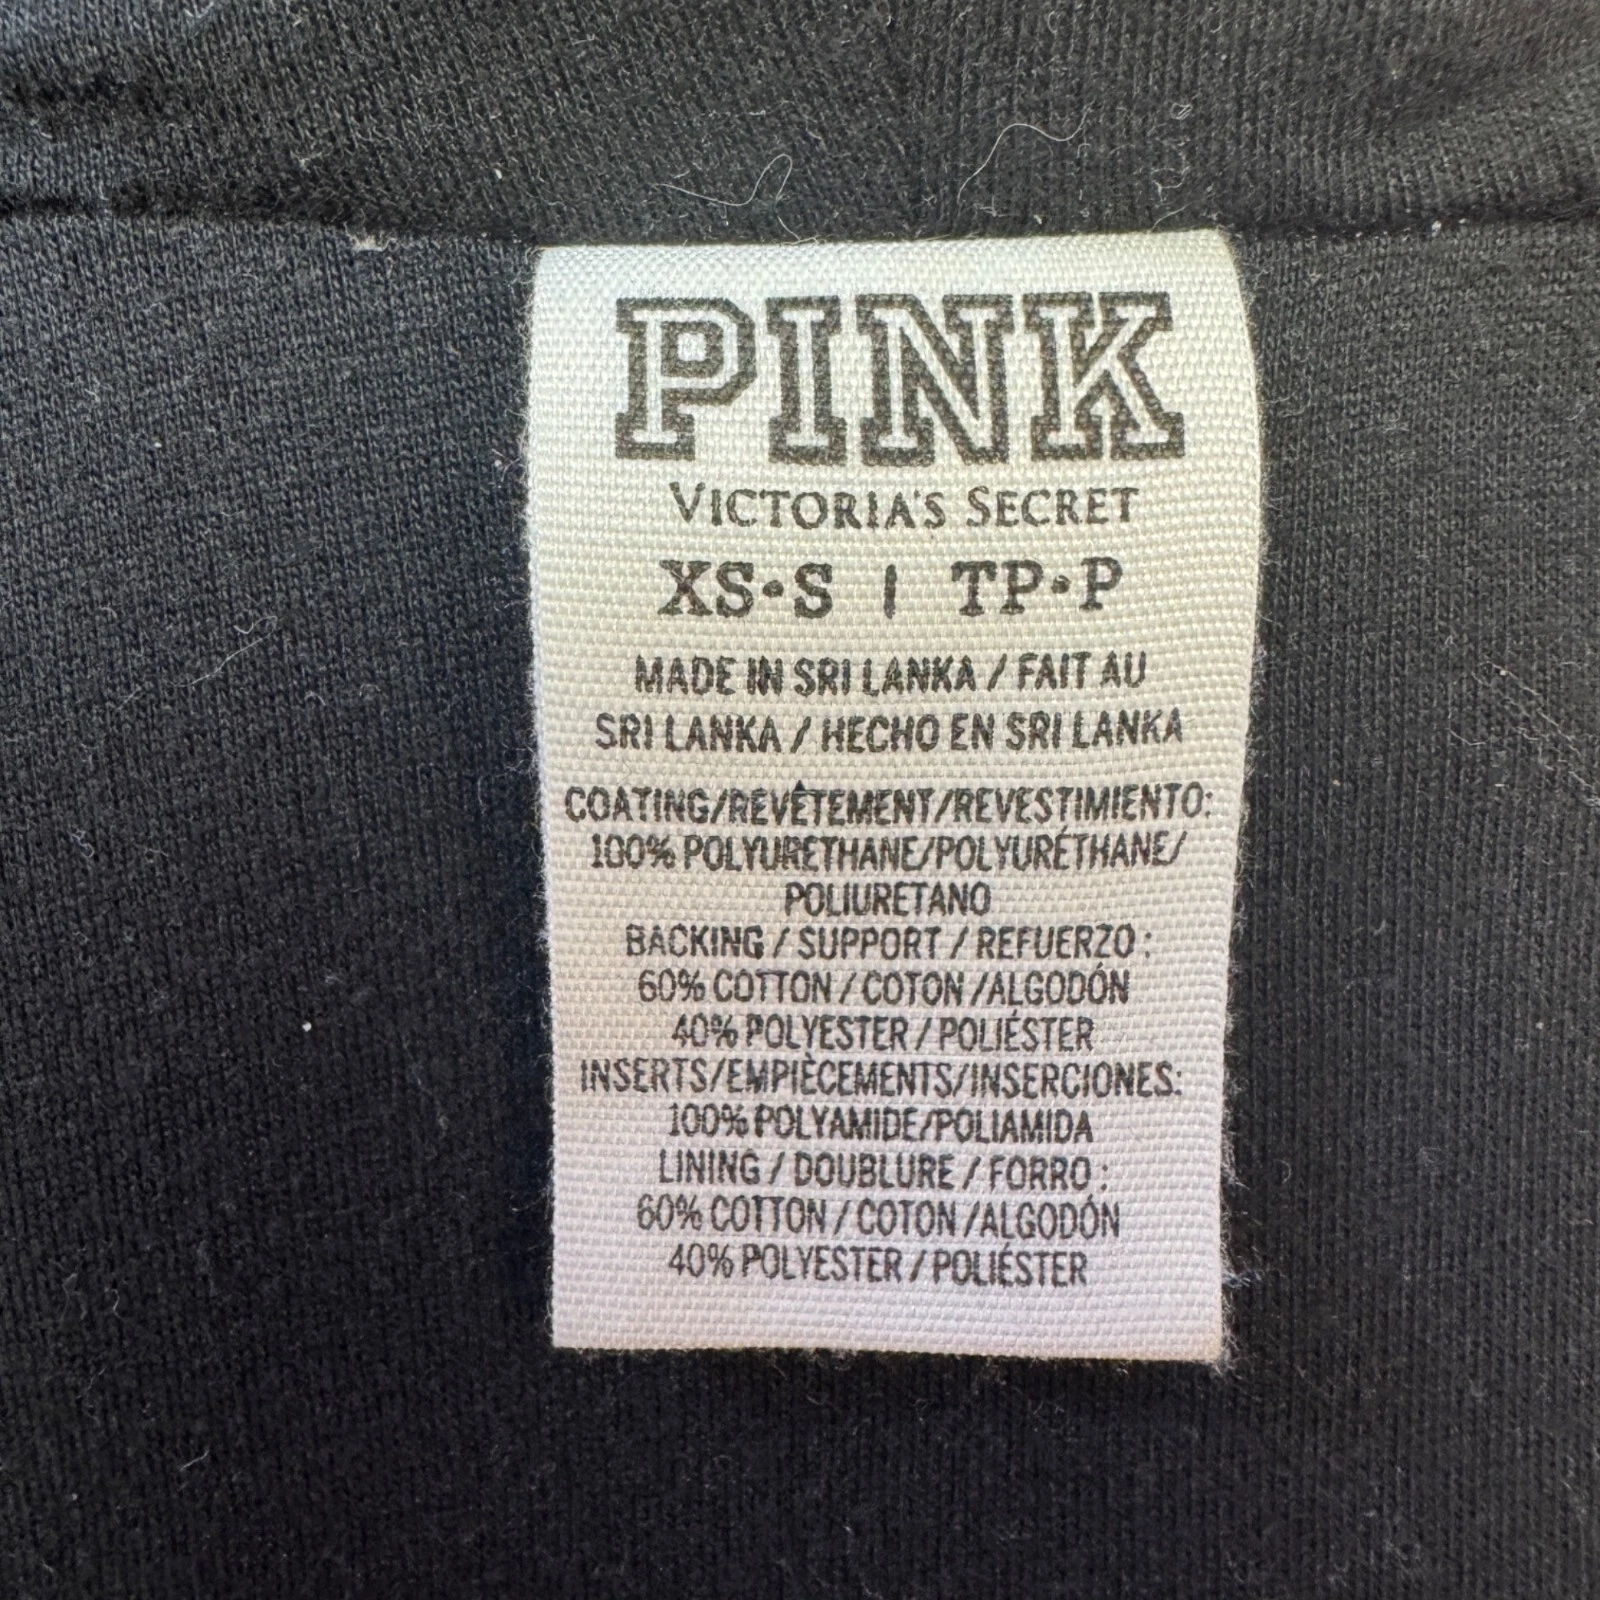 PINK
VICTORIA'S SECRET
XS•S | TP•P
MADE IN SRI LANKA / FAIT AU
SRI LANKA / HECHO EN SRI LANKA
COATING/REVÊTEMENT/REVESTIMIENTO:
100% POLYURETHANE/POLYURÉTHANE/
POLIURETANO
BACKING / SUPPORT / REFUERZO :
60% COTTON / COTON /ALGODÓN
40% POLYESTER / POLIÉSTER
INSERTS/EMPIÈCEMENTS/INSERCIONES:
100% POLYAMIDE/POLIAMIDA
LINING / DOUBLURE / FORRO :
60% COTTON / COTON /ALGODÓN
40% POLYESTER / POLIÉSTER